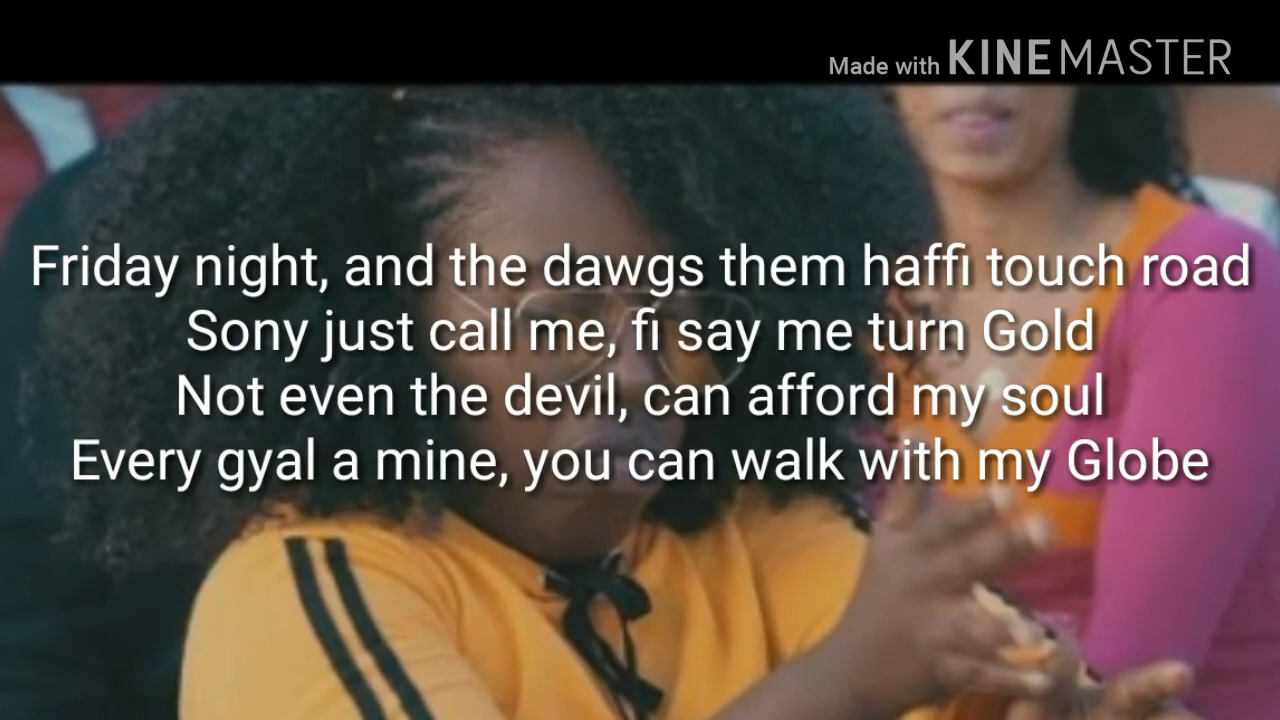 Made with KINEMASTER
Friday night, and the dawgs them haffi touch road
Sony just call me, fi say me turn Gold
Not even the devil, can afford my soul
Every gyal a mine, you can walk with my Globe